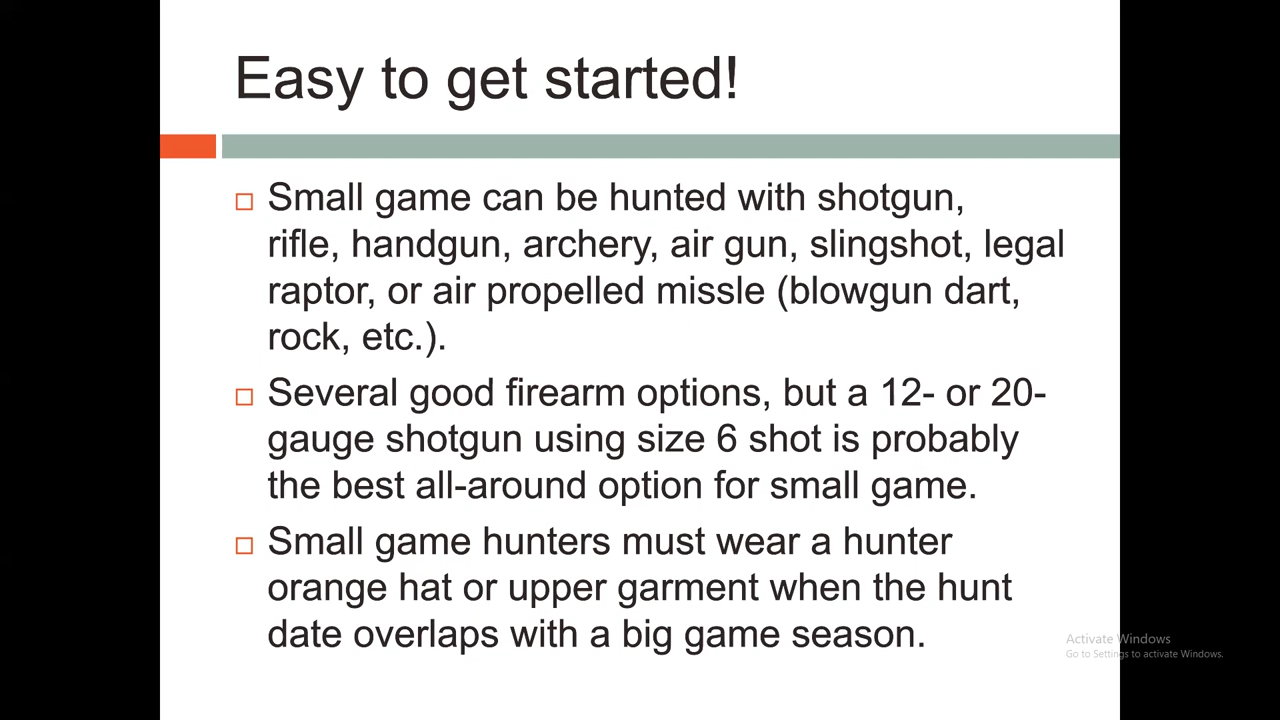 Easy to get started!
Small game can be hunted with shotgun,
rifle, handgun, archery, air gun, slingshot, legal
raptor, or air propelled missle (blowgun dart,
rock, etc.).
Several good firearm options, but a 12- or 20-
gauge shotgun using size 6 shot is probably
the best all-around option for small game.
Small game hunters must wear a hunter
orange hat or upper garment when the hunt
date overlaps with a big game season.
Activate Windows
Go to Settings to activate Windows.